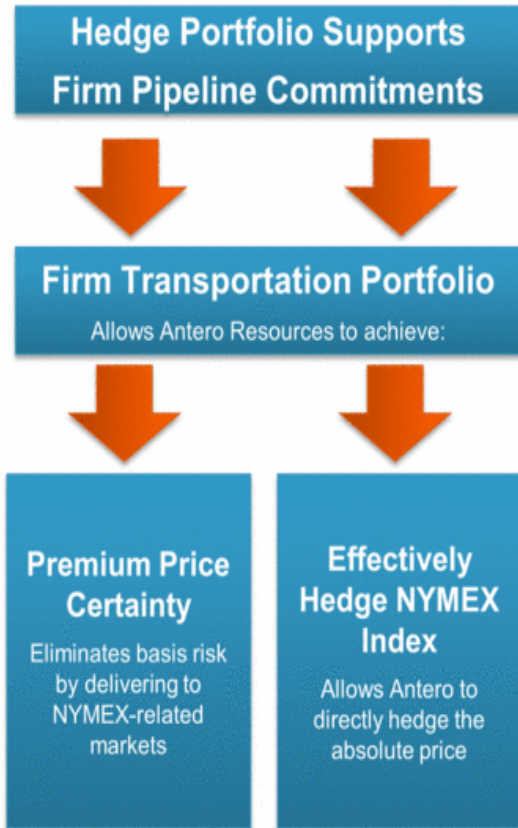 Hedge Portfolio Supports
Firm Pipeline Commitments
Firm Transportation Portfolio
Allows Antero Resources to achieve:
Premium Price
Certainty
Eliminates basis risk
by delivering to
NYMEX-related
markets
Effectively
Hedge NYMEX
Index
Allows Antero to
directly hedge the
absolute price